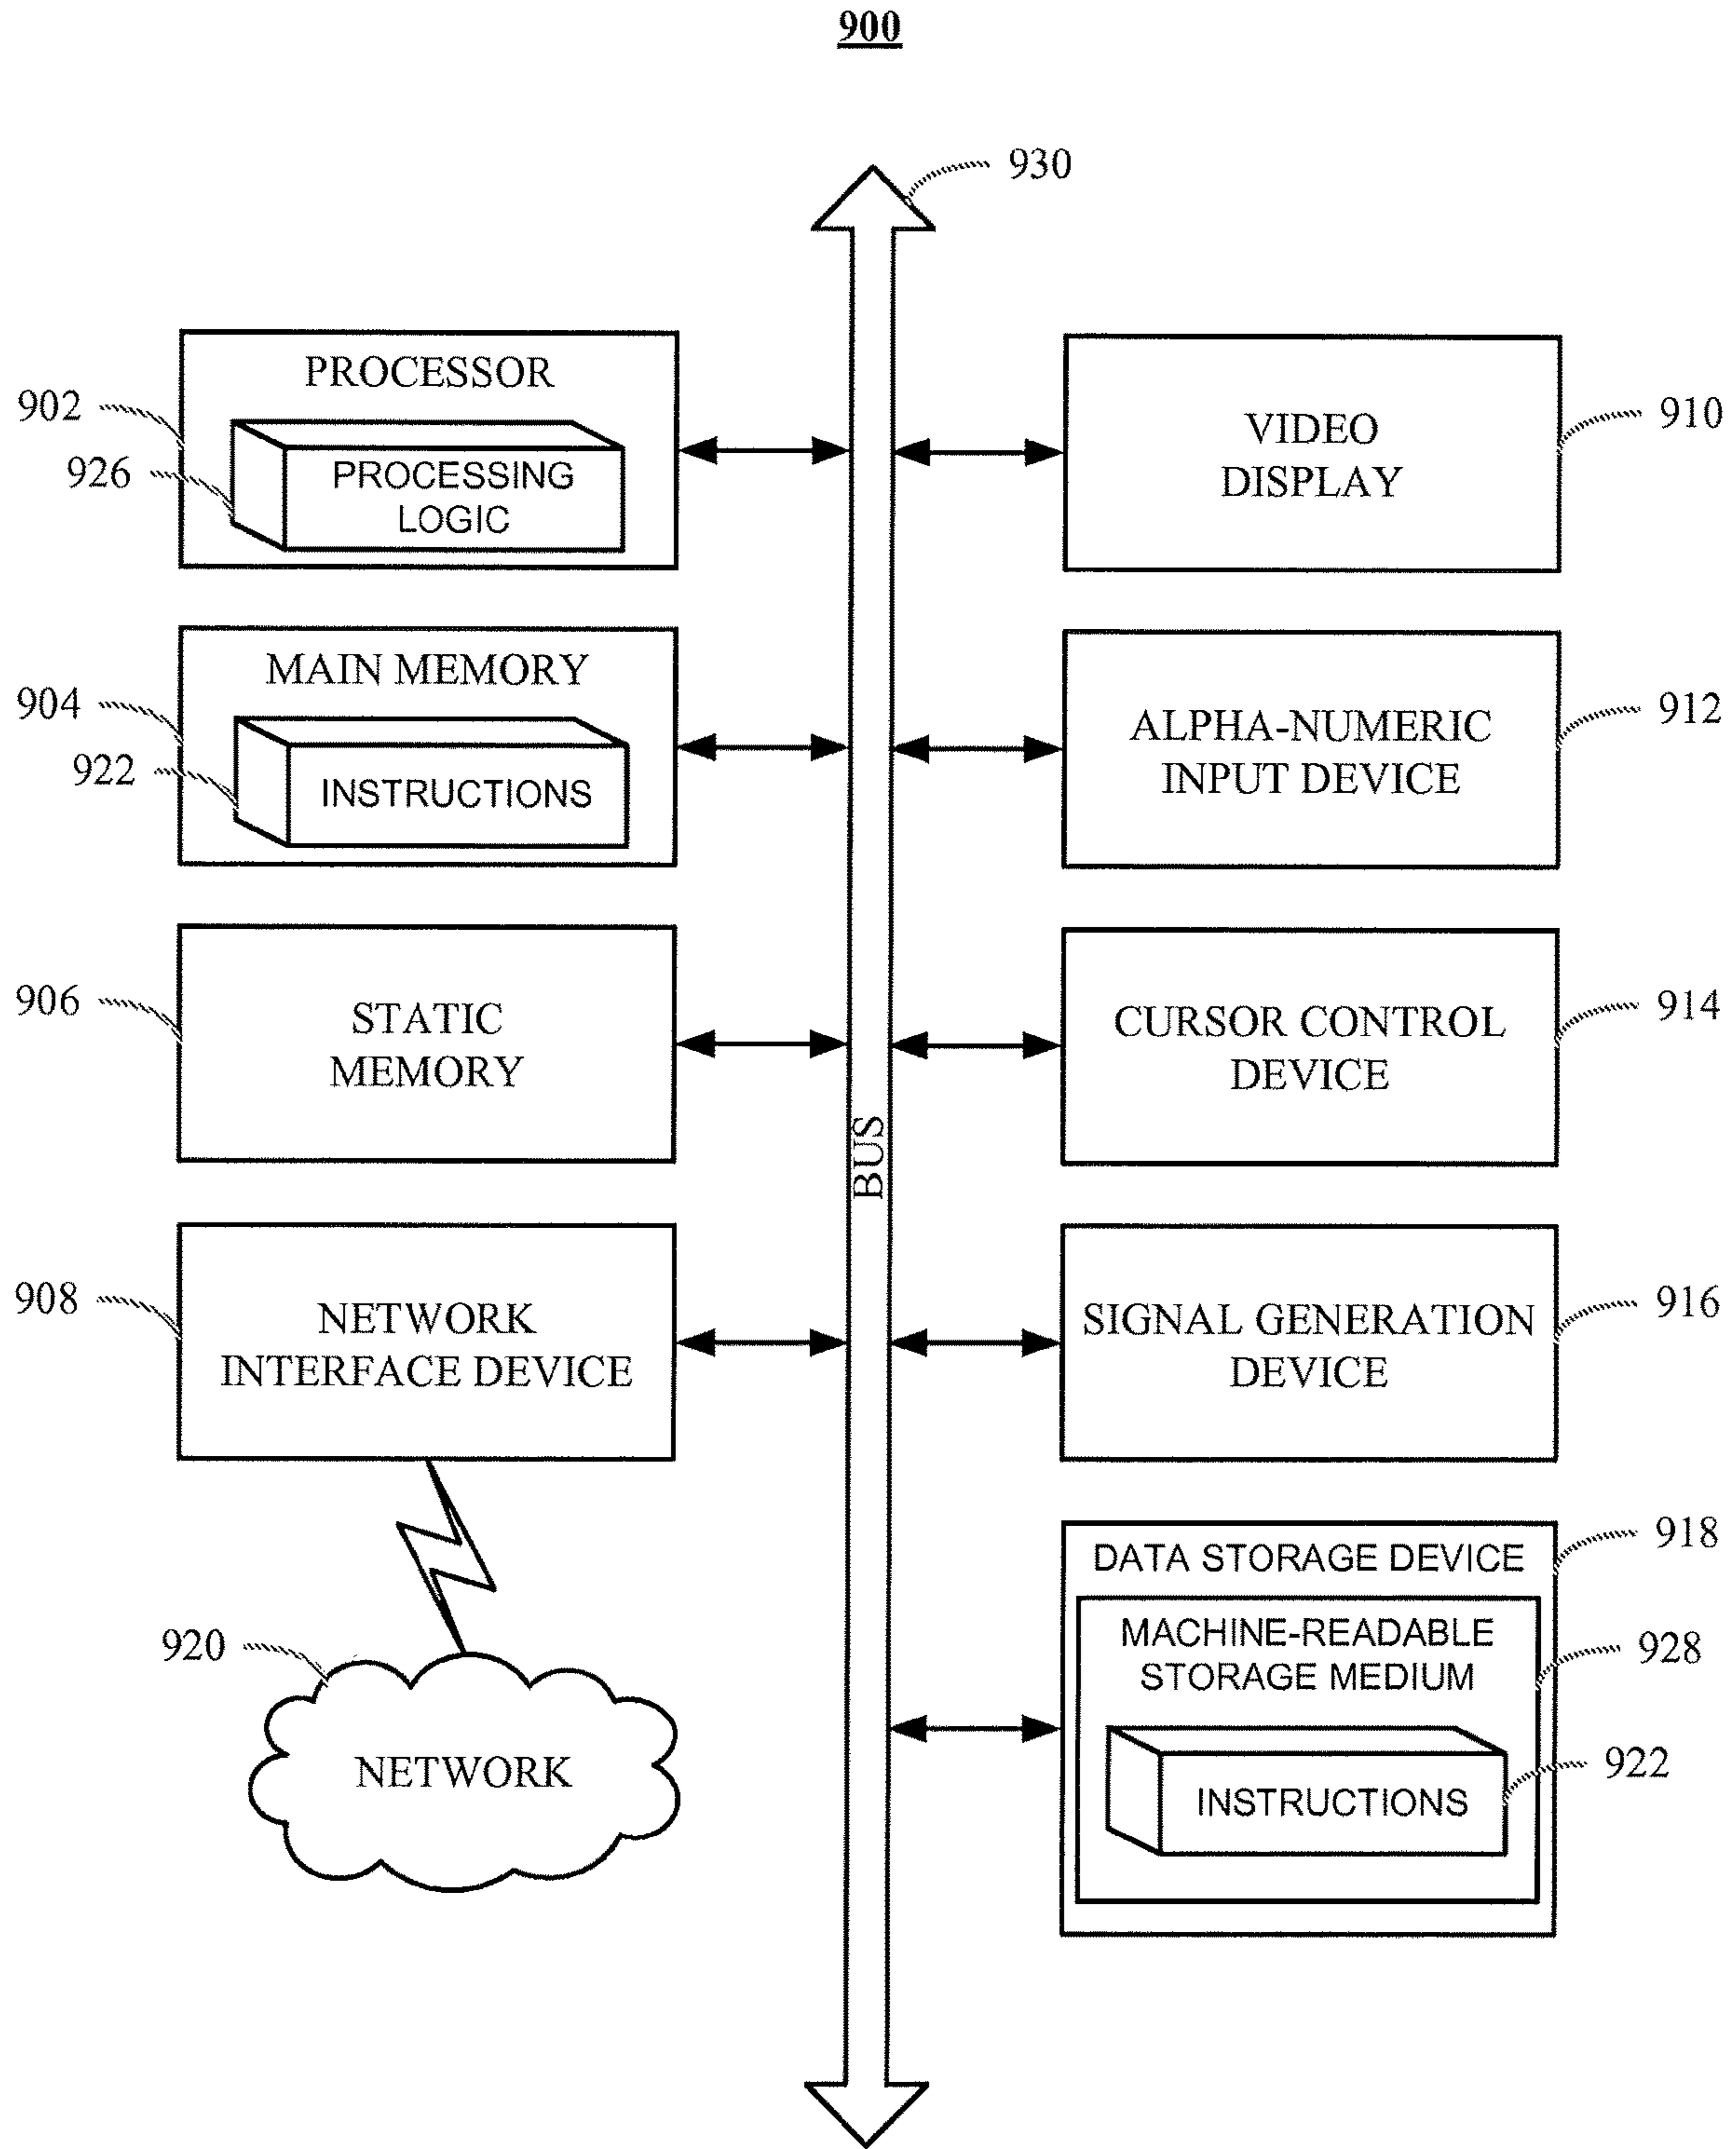 900
930
PROCESSOR
902
926
PROCESSING
LOGIC
MAIN MEMORY
904
922
INSTRUCTIONS
906
STATIC
MEMORY
908
NETWORK
INTERFACE DEVICE
920
NETWORK
BUS
VIDEO
DISPLAY
910
ALPHA-NUMERIC
INPUT DEVICE
912
CURSOR CONTROL
DEVICE
914
SIGNAL GENERATION
DEVICE
916
DATA STORAGE DEVICE
918
MACHINE-READABLE
STORAGE MEDIUM
928
INSTRUCTIONS
922